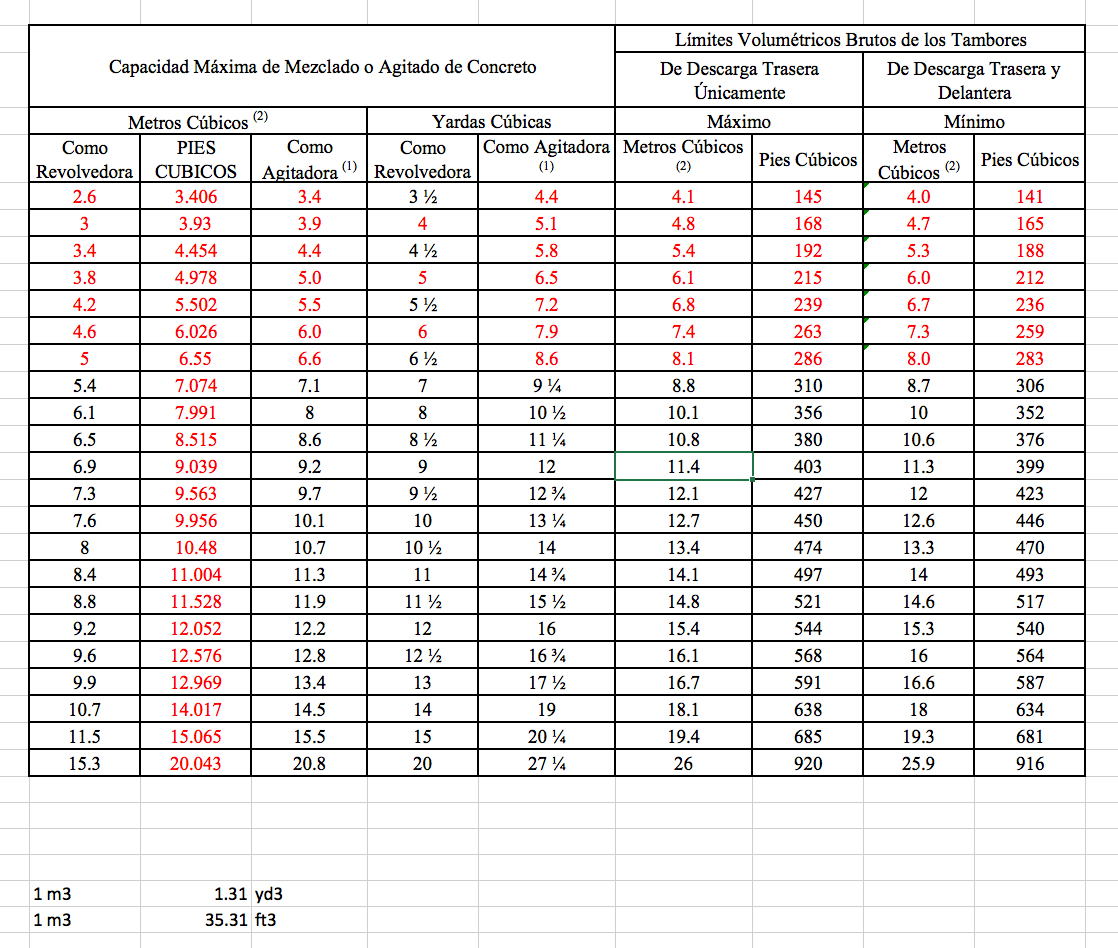 Límites Volumétricos Brutos de los Tambores
Capacidad Máxima de Mezclado o Agitado de Concreto
De Descarga Trasera Únicamente
De Descarga Trasera y Delantera
Metros Cúbicos (2) Yardas Cúbicas Máximo Mínimo
Como Revolvedora PIES CUBICOS Como Agitadora (1) Como Revolvedora Como Agitadora (1) Metros Cúbicos (2) Pies Cúbicos Metros Cúbicos (2) Pies Cúbicos
2.6 3.406 3.4 3 ½ 4.4 4.1 145 4.0 141
3 3.93 3.9 4 5.1 4.8 168 4.7 165
3.4 4.454 4.4 4 ½ 5.8 5.4 192 5.3 188
3.8 4.978 5.0 5 6.5 6.1 215 6.0 212
4.2 5.502 5.5 5 ½ 7.2 6.8 239 6.7 236
4.6 6.026 6.0 6 7.9 7.4 263 7.3 259
5 6.55 6.6 6 ½ 8.6 8.1 286 8.0 283
5.4 7.074 7.1 7 9 ¼ 8.8 310 8.7 306
6.1 7.991 8 8 10 ½ 10.1 356 10 352
6.5 8.515 8.6 8 ½ 11 ¼ 10.8 380 10.6 376
6.9 9.039 9.2 9 12 11.4 403 11.3 399
7.3 9.563 9.7 9 ½ 12 ¾ 12.1 427 12 423
7.6 9.956 10.1 10 13 ¼ 12.7 450 12.6 446
8 10.48 10.7 10 ½ 14 13.4 474 13.3 470
8.4 11.004 11.3 11 14 ¾ 14.1 497 14 493
8.8 11.528 11.9 11 ½ 15 ½ 14.8 521 14.6 517
9.2 12.052 12.2 12 16 15.4 544 15.3 540
9.6 12.576 12.8 12 ½ 16 ¾ 16.1 568 16 564
9.9 12.969 13.4 13 17 ½ 16.7 591 16.6 587
10.7 14.017 14.5 14 19 18.1 638 18 634
11.5 15.065 15.5 15 20 ¼ 19.4 685 19.3 681
15.3 20.043 20.8 20 27 ¼ 26 920 25.9 916
1 m3 1.31 yd3
1 m3 35.31 ft3